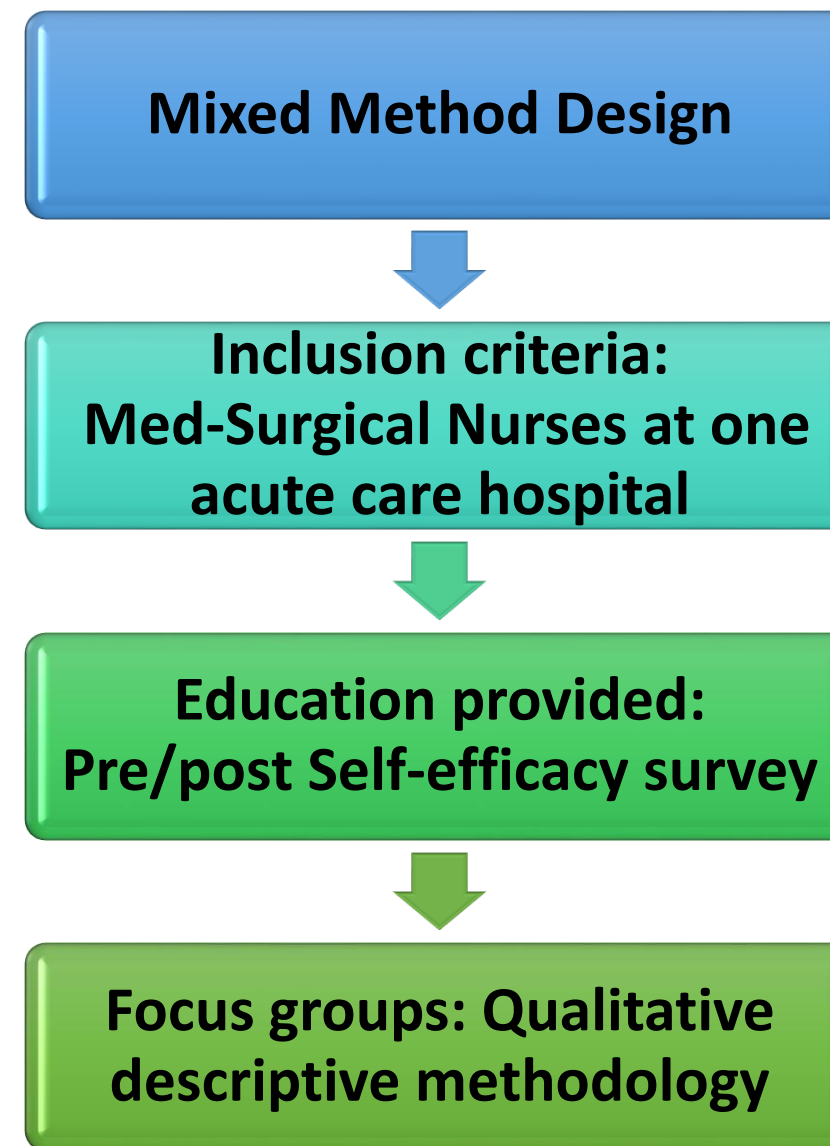 Mixed Method Design
Inclusion criteria:
Med-Surgical Nurses at one
acute care hospital
Education provided:
Pre/post Self-efficacy survey
Focus groups: Qualitative
descriptive methodology